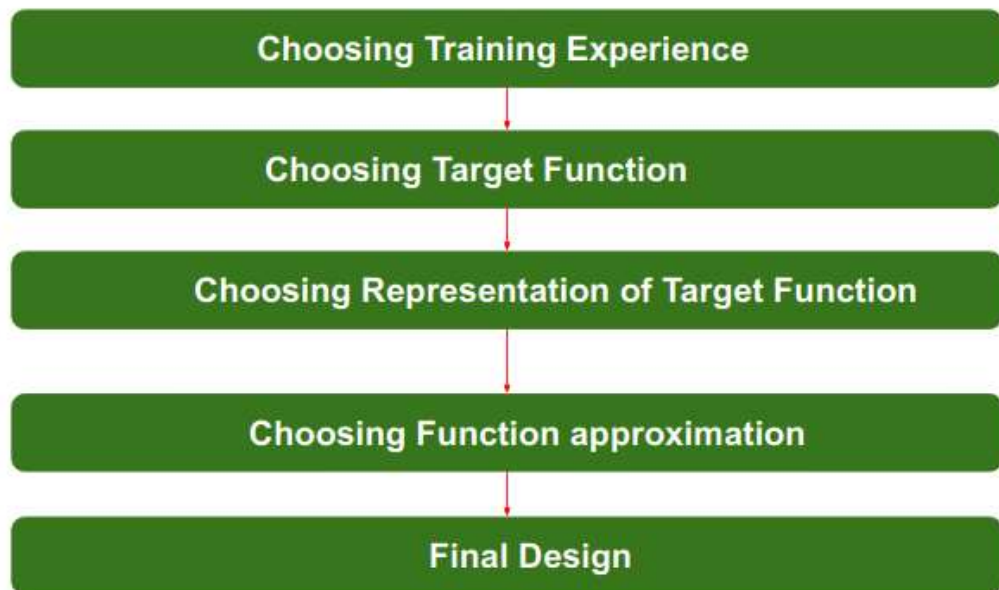 Choosing Training Experience
Choosing Target Function
Choosing Representation of Target Function
Choosing Function approximation
Final Design